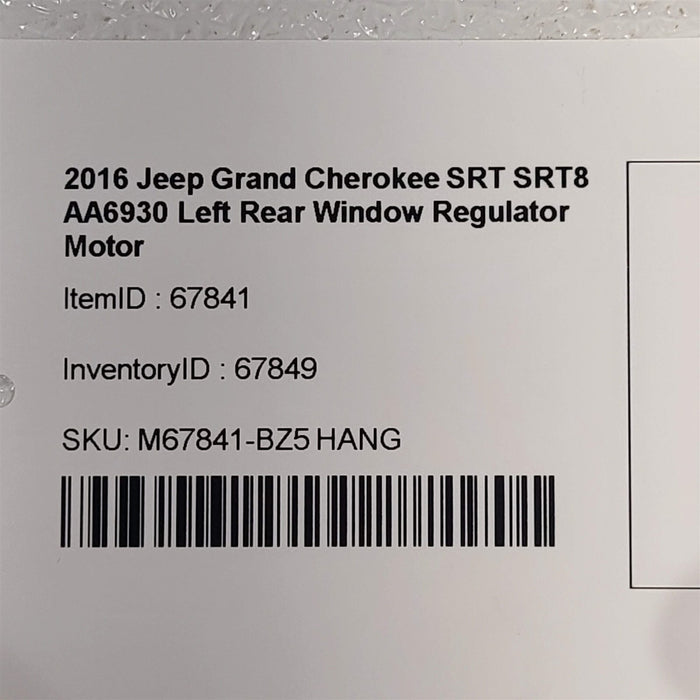 2016 Jeep Grand Cherokee SRT SRT8
AA6930 Left Rear Window Regulator
Motor
ItemID : 67841
InventoryID : 67849
SKU: M67841-BZ5 HANG